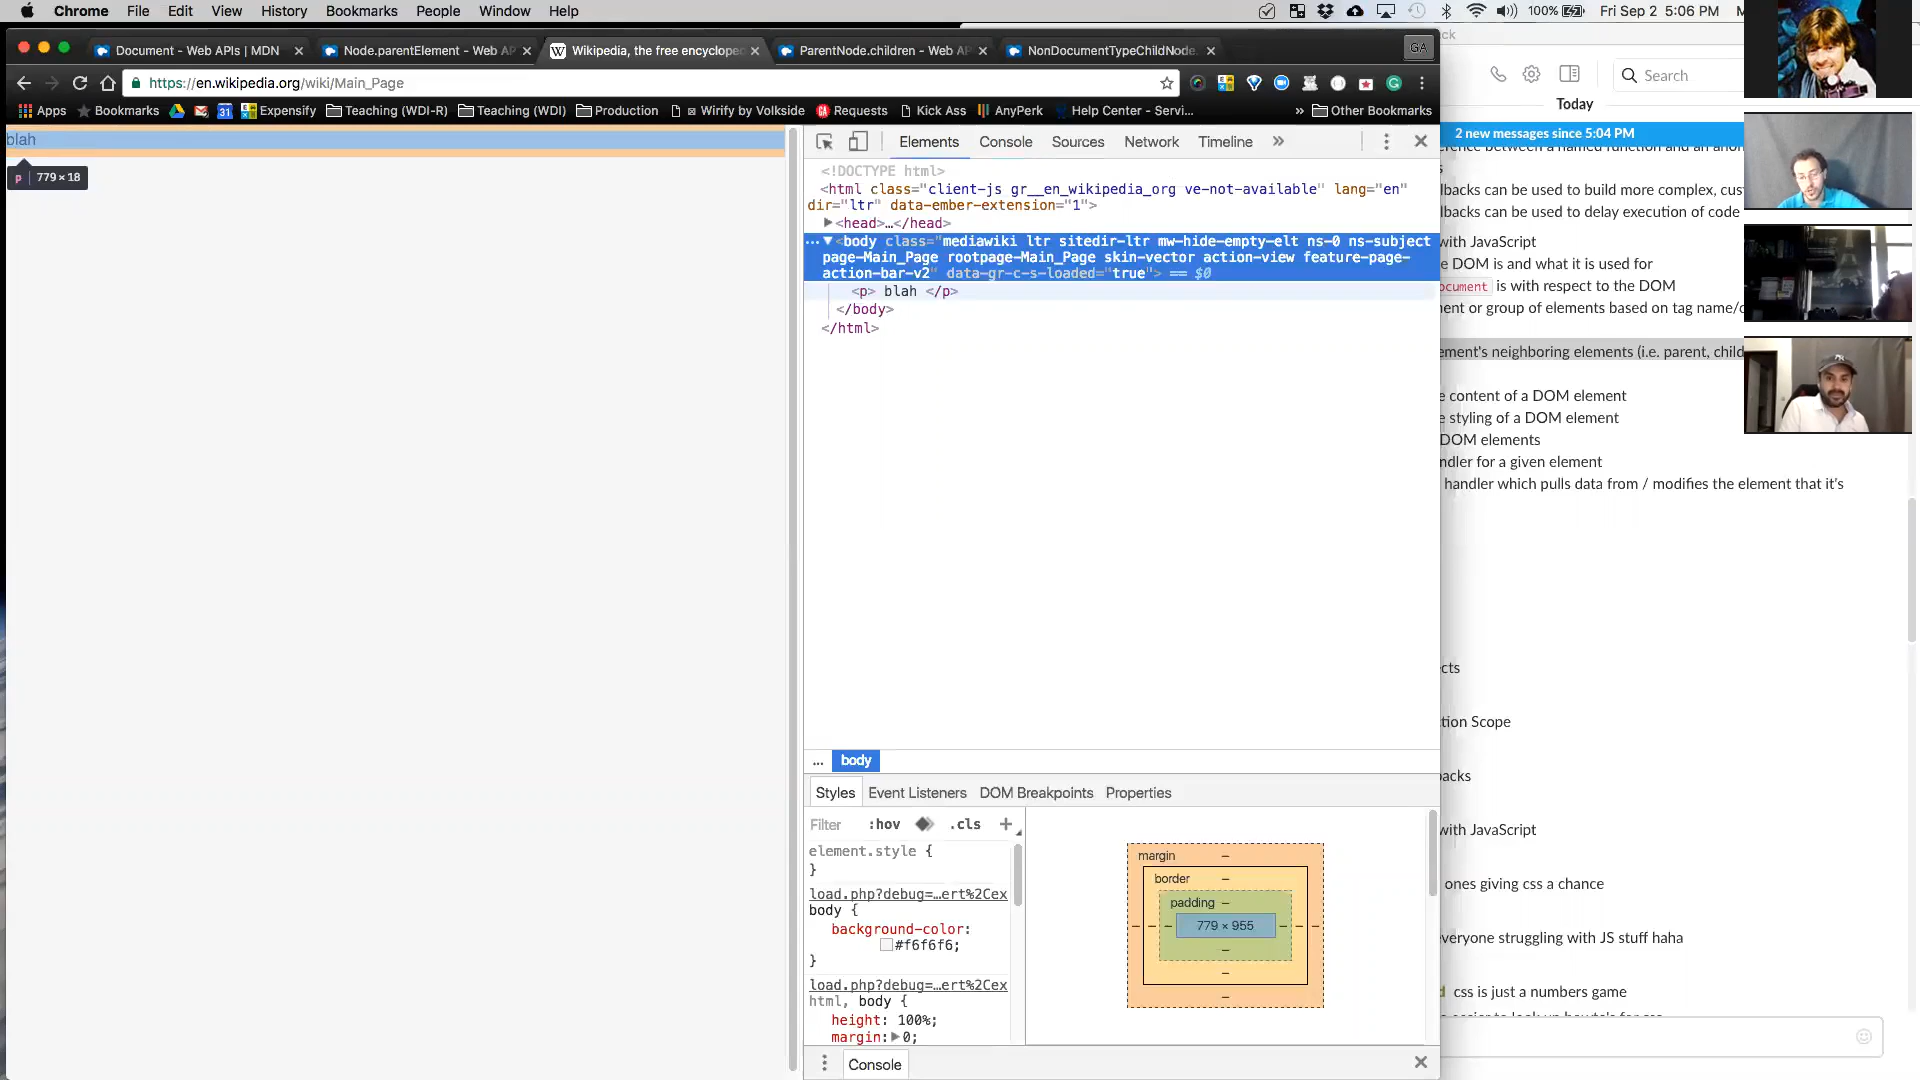 Chrome File Edit View History Bookmarks People Window Help
100% Fri Sep 2 5:06 PM
Document - Web APIs | MDN
Node.parentElement - Web AP
Wikipedia, the free encyclope
ParentNode.children - Web AP
NonDocumentTypeChildNode.
GA
https://en.wikipedia.org/wiki/Main_Page
Apps Bookmarks 31 Expensify Teaching (WDI-R) Teaching (WDI) Production Wirify by Volkside Requests Kick Ass AnyPerk Help Center - Servi... » Other Bookmarks
blah
p | 779 × 18
Elements Console Sources Network Timeline »
<!DOCTYPE html>
<html class="client-js gr__en_wikipedia_org ve-not-available" lang="en"
dir="ltr" data-ember-extension="1">
<head>…</head>
<body class="mediawiki ltr sitedir-ltr mw-hide-empty-elt ns-0 ns-subject
page-Main_Page rootpage-Main_Page skin-vector action-view feature-page-
action-bar-v2" data-gr-c-s-loaded="true"> == $0
<p> blah </p>
</body>
</html>
... body
Styles Event Listeners DOM Breakpoints Properties
Filter :hov .cls +
element.style {
}
load.php?debug=…ert%2Cex
body {
background-color:
#f6f6f6;
}
load.php?debug=…ert%2Cex
html, body {
height: 100%;
margin: 0;
margin –
border –
padding –
779 × 955
Console
ck
Search
Today
2 new messages since 5:04 PM
erence between a named function and an anon
s
lbacks can be used to build more complex, cus
lbacks can be used to delay execution of code
with JavaScript
e DOM is and what it is used for
ocument is with respect to the DOM
ent or group of elements based on tag name/c
ement's neighboring elements (i.e. parent, child
e content of a DOM element
e styling of a DOM element
DOM elements
ndler for a given element
handler which pulls data from / modifies the element that it's
cts
tion Scope
backs
with JavaScript
ones giving css a chance
everyone struggling with JS stuff haha
css is just a numbers game